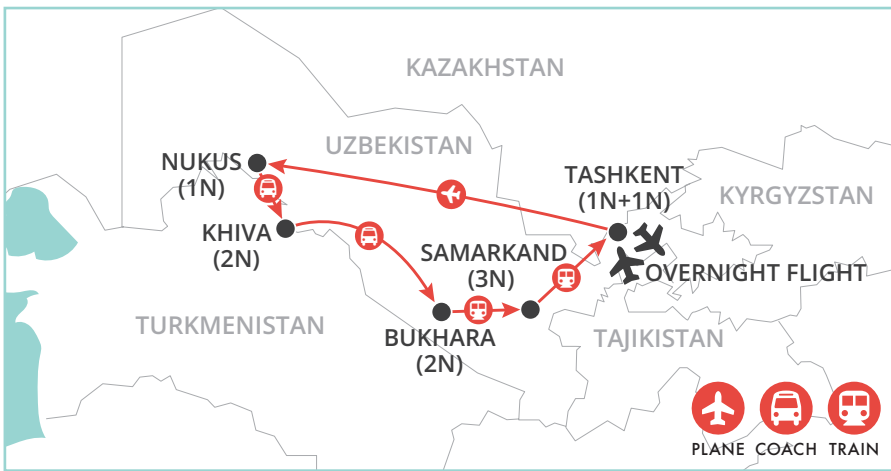 KAZAKHSTAN
UZBEKISTAN
NUKUS
(1N)
TASHKENT
(1N+1N)
KYRGYZSTAN
KHIVA
(2N)
SAMARKAND
(3N)
OVERNIGHT FLIGHT
TURKMENISTAN
BUKHARA
(2N)
TAJIKISTAN
PLANE COACH TRAIN